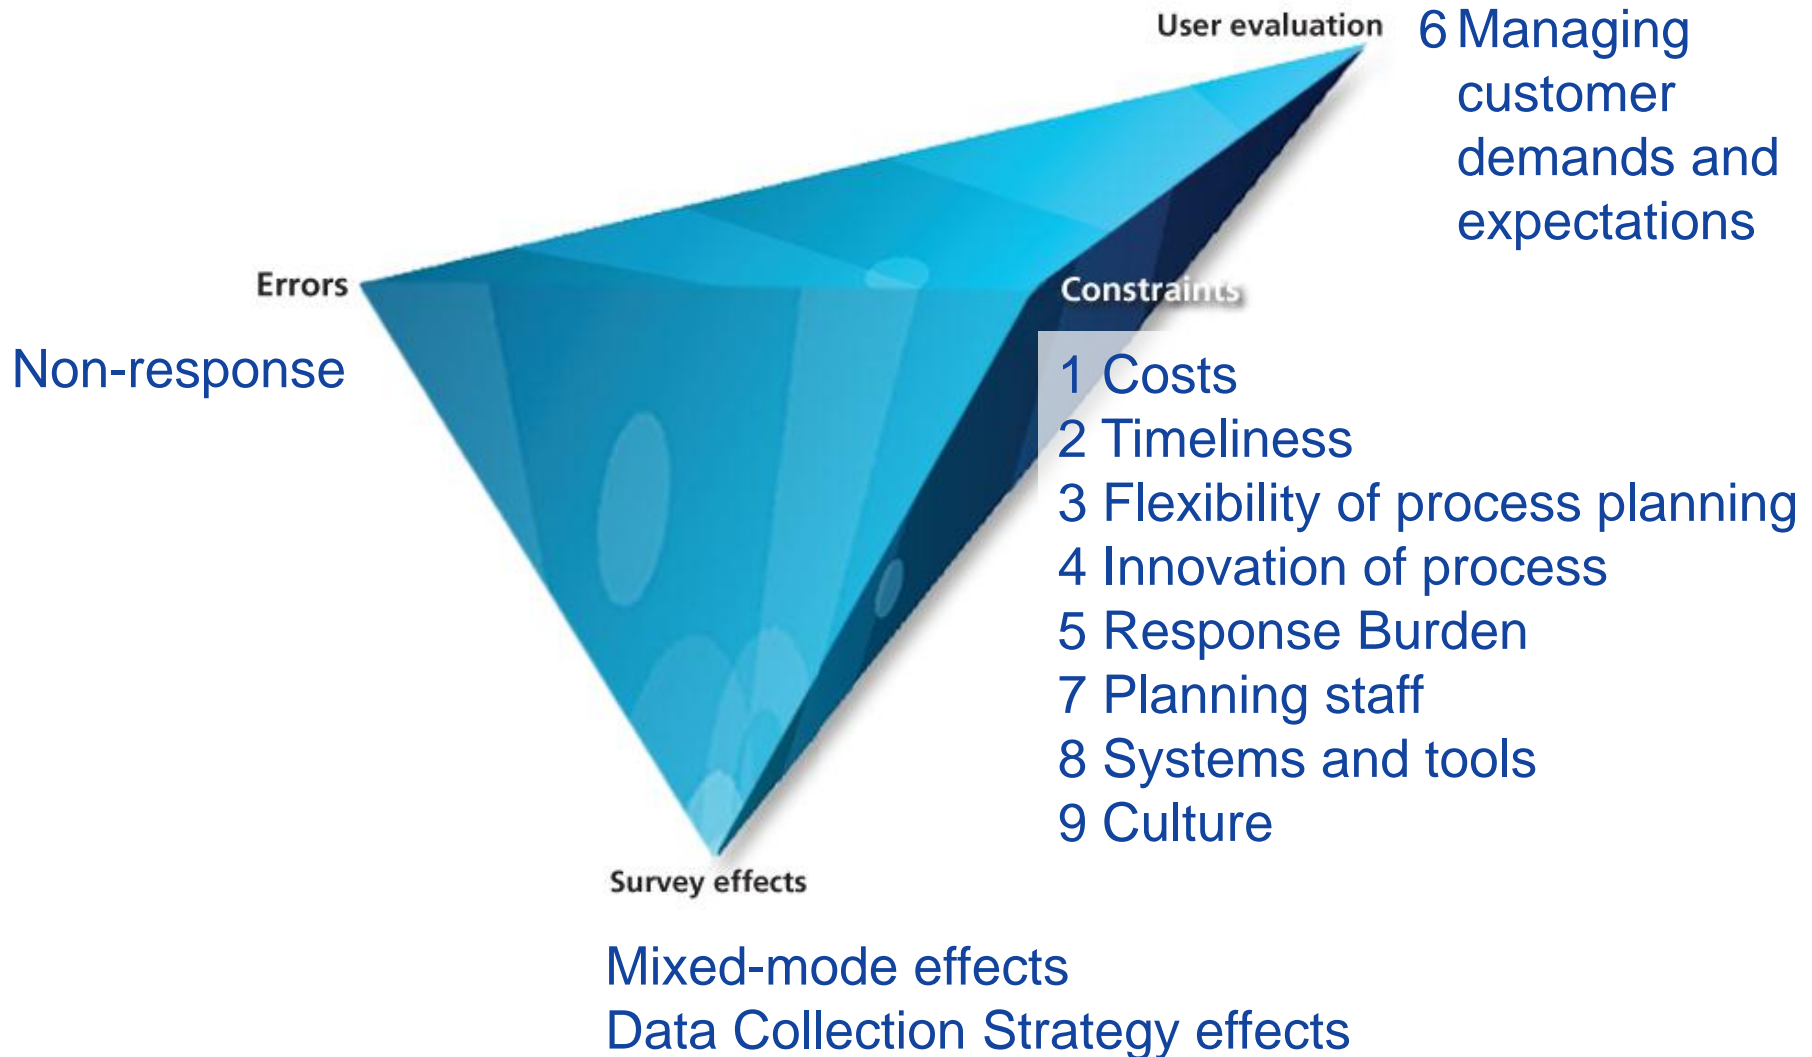 User evaluation
6 Managing
customer
demands and
expectations
Errors
Constraints
Non-response
1 Costs
2 Timeliness
3 Flexibility of process planning
4 Innovation of process
5 Response Burden
7 Planning staff
8 Systems and tools
9 Culture
Survey effects
Mixed-mode effects
Data Collection Strategy effects